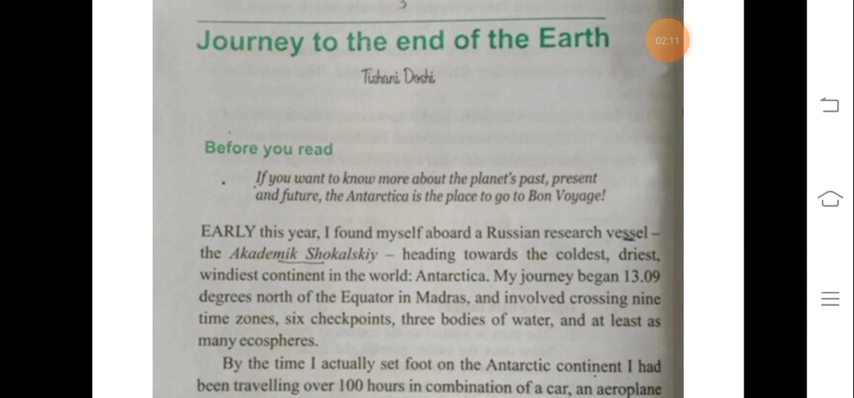 3
Journey to the end of the Earth
Tishani Doshi
Before you read
If you want to know more about the planet's past, present
and future, the Antarctica is the place to go to Bon Voyage!
EARLY this year, I found myself aboard a Russian research vessel –
the Akademik Shokalskiy – heading towards the coldest, driest,
windiest continent in the world: Antarctica. My journey began 13.09
degrees north of the Equator in Madras, and involved crossing nine
time zones, six checkpoints, three bodies of water, and at least as
many ecospheres.
By the time I actually set foot on the Antarctic continent I had
been travelling over 100 hours in combination of a car, an aeroplane
02:11